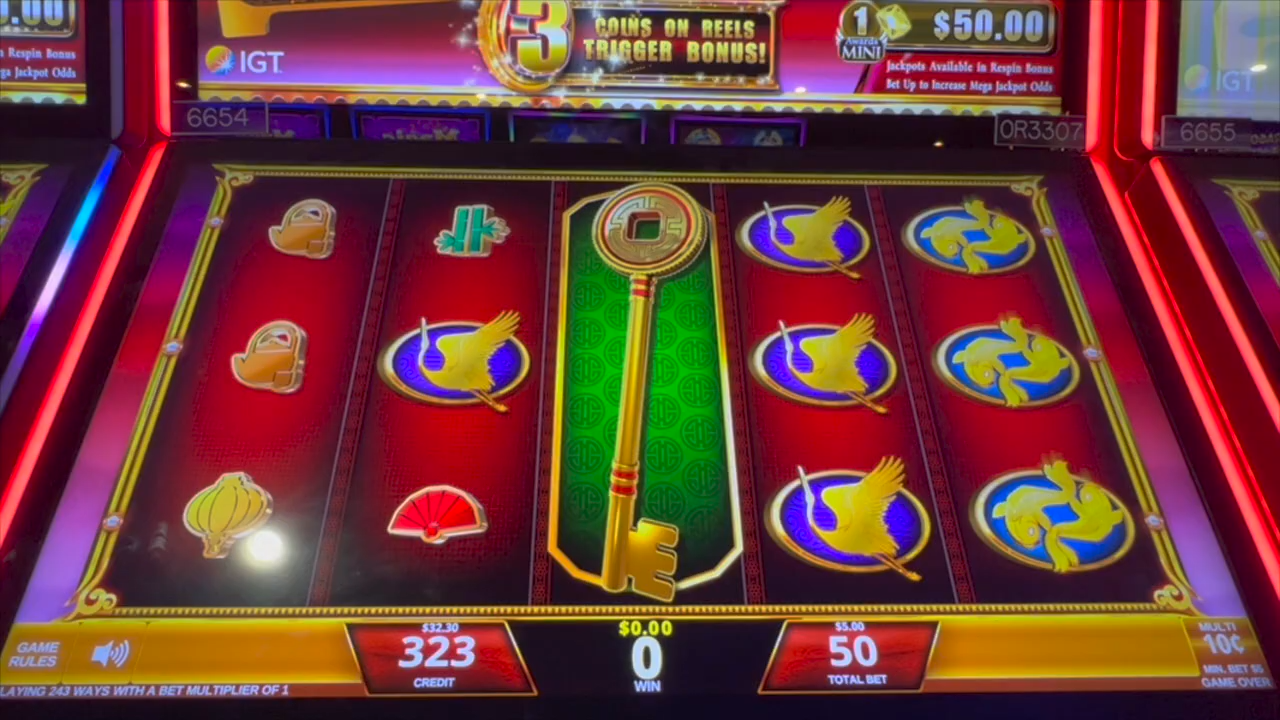 3
COINS ON REELS
TRIGGER BONUS!
1
Awards
MINI
$50.00
Jackpots Available in Respin Bonus
Bet Up to Increase Mega Jackpot Odds
IGT
IGT
Respin Bonus
Jackpot Odds
6654
OR3307
6655
GAME
RULES
$32.30
323
CREDIT
$0.00
0
WIN
$5.00
50
TOTAL BET
MULTI
10¢
MIN. BET $5
GAME OVER
LAYING 243 WAYS WITH A BET MULTIPLIER OF 1